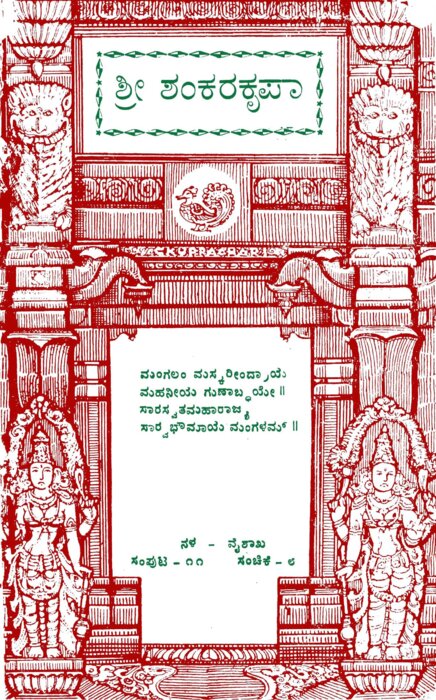 ಶ್ರೀ ಶಂಕರಕೃಪಾ
ಮಂಗಲಂ ಮಸ್ಕರೀಂದ್ರಾಯ
ಮಹನೀಯ ಗುಣಾಬ್ಧಯೇ ||
ಸಾರಸ್ವತಮಹಾರಾಜ್ಯ
ಸಾರ್ವಭೌಮಾಯ ಮಂಗಳಮ್ ||
ನಳ - ವೈಶಾಖ
ಸಂಪುಟ - ೧೧ ಸಂಚಿಕೆ - ೮